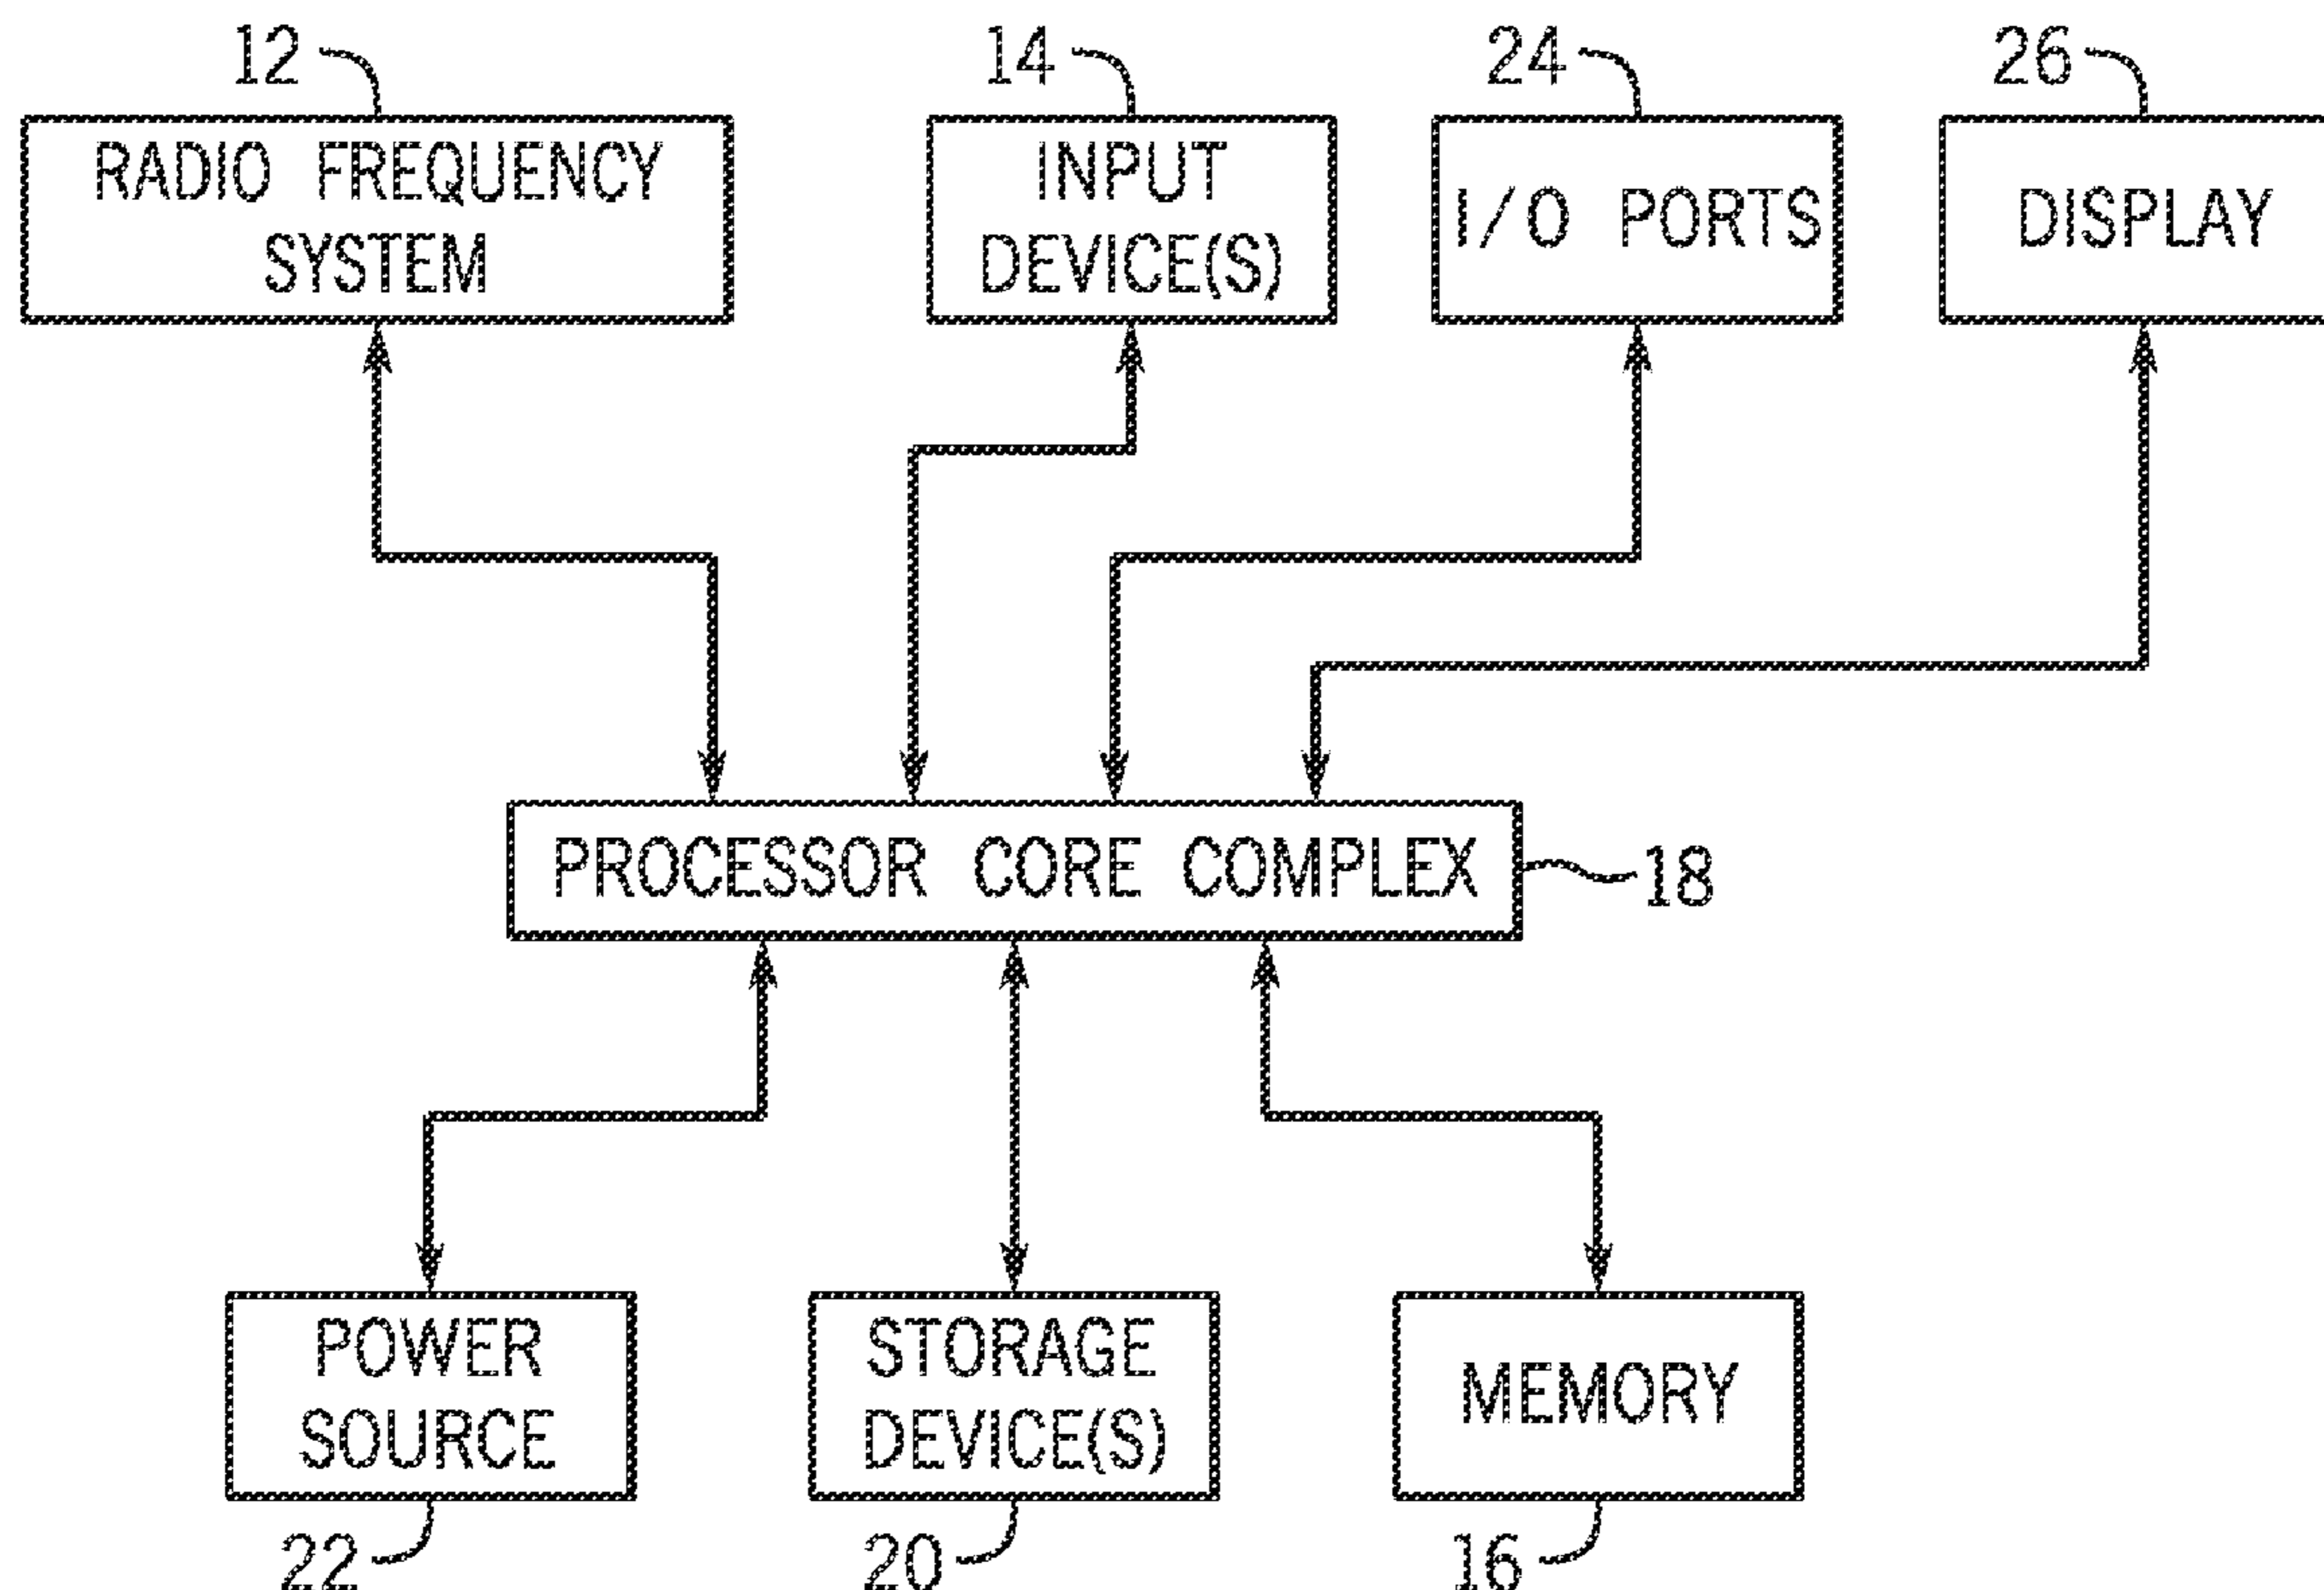 12
14
24
26
RADIO FREQUENCY
SYSTEM
INPUT
DEVICE(S)
I/O PORTS
DISPLAY
PROCESSOR CORE COMPLEX
18
POWER
SOURCE
STORAGE
DEVICE(S)
MEMORY
22
20
16